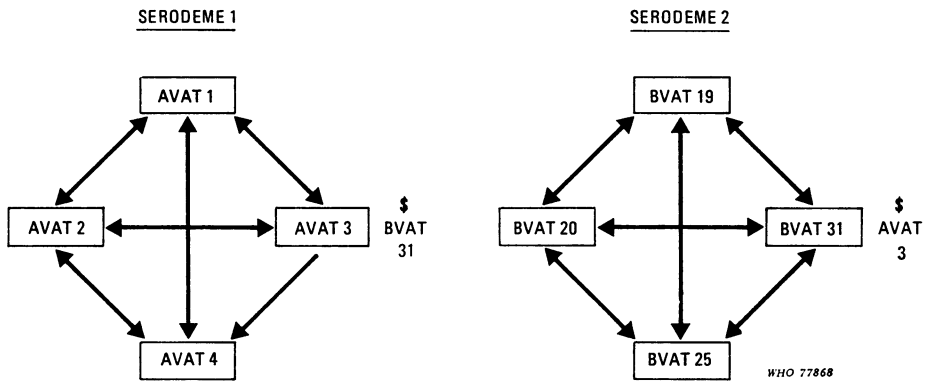 SERODEME 1
SERODEME 2
AVAT 1
BVAT 19
AVAT 2
AVAT 3
$
BVAT
31
BVAT 20
BVAT 31
$
AVAT
3
AVAT 4
BVAT 25
WHO 77868